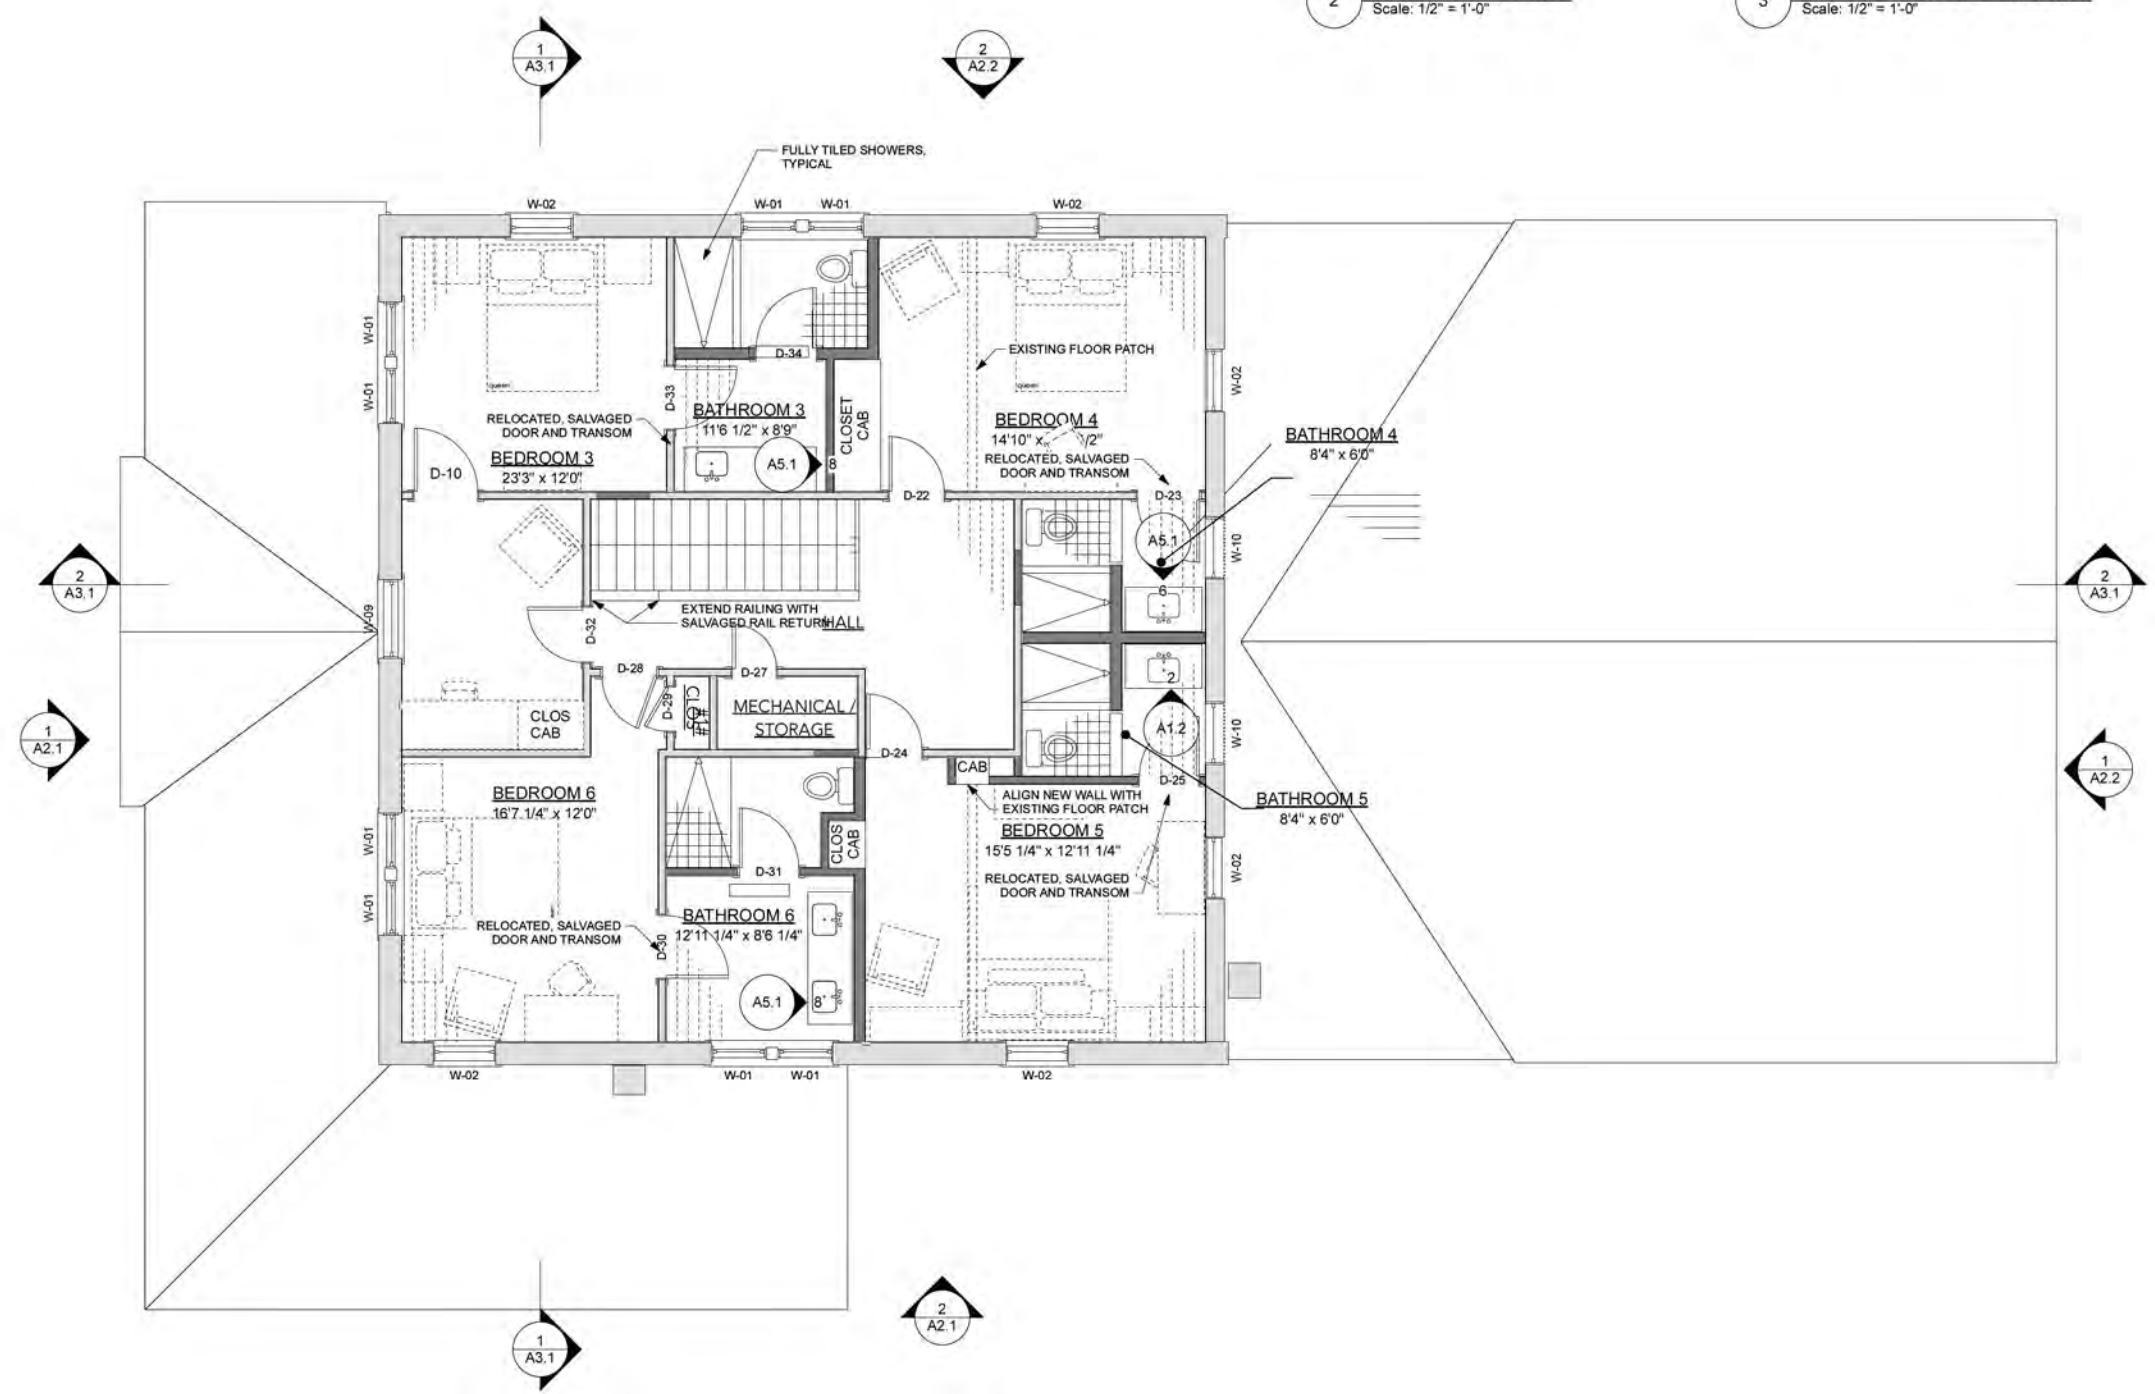 2
Scale: 1/2" = 1'-0"
3
Scale: 1/2" = 1'-0"
1
A3.1
2
A2.2
FULLY TILED SHOWERS,
TYPICAL
W-02
W-01
W-01
W-02
W-01
W-01
D-34
EXISTING FLOOR PATCH
W-02
queen
queen
D-33
BATHROOM 3
11'6 1/2" x 8'9"
RELOCATED, SALVAGED
DOOR AND TRANSOM
CLOSET
CAB
BEDROOM 4
14'10" x 1/2"
RELOCATED, SALVAGED
DOOR AND TRANSOM
BATHROOM 4
8'4" x 6'0"
BEDROOM 3
23'3" x 12'0"
D-10
A5.1
8
D-22
D-23
A5.1
6
W-10
2
A3.1
2
A3.1
W-09
D-32
EXTEND RAILING WITH
SALVAGED RAIL RETURN
HALL
D-28
D-27
D-29
CLOS
MECHANICAL /
STORAGE
CLOS
CAB
2
A1.2
W-10
D-24
D-25
CAB
1
A2.1
1
A2.2
ALIGN NEW WALL WITH
EXISTING FLOOR PATCH
BATHROOM 5
8'4" x 6'0"
BEDROOM 6
16'7 1/4" x 12'0"
BEDROOM 5
15'5 1/4" x 12'11 1/4"
CLOS
CAB
W-01
W-01
W-02
D-31
RELOCATED, SALVAGED
DOOR AND TRANSOM
BATHROOM 6
12'11 1/4" x 8'6 1/4"
RELOCATED, SALVAGED
DOOR AND TRANSOM
D-30
A5.1
8
W-02
W-01
W-01
W-02
2
A2.1
1
A3.1